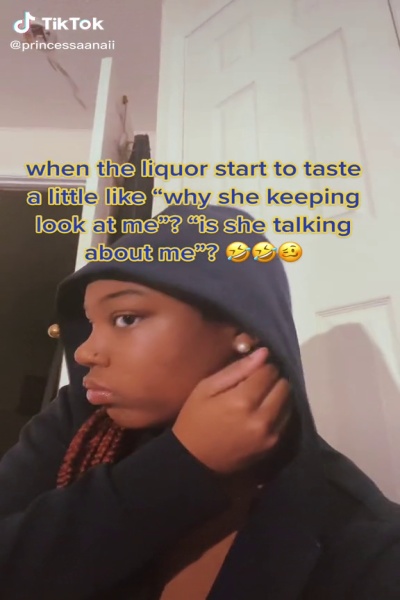 TikTok
@princessaanaii
when the liquor start to taste
a little like “why she keeping
look at me”? “is she talking
about me”? 🤣🤣🥴